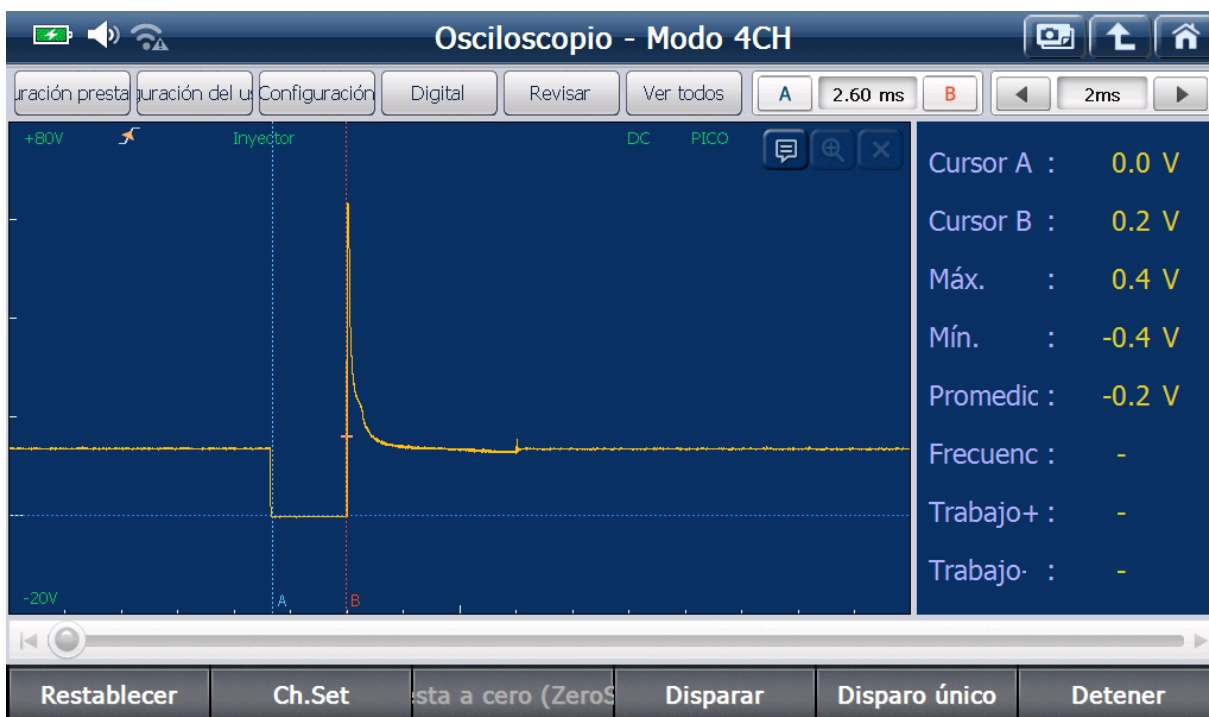 Osciloscopio - Modo 4CH
uración presta guración del us Configuración Digital Revisar Ver todos A 2.60 ms B 2ms
+80V Inyector DC PICO
Cursor A : 0.0 V
Cursor B : 0.2 V
Máx. : 0.4 V
Mín. : -0.4 V
Promedic : -0.2 V
Frecuenc : -
Trabajo+ : -
Trabajo- : -
-20V A B
Restablecer Ch.Set sta a cero (ZeroS Disparar Disparo único Detener